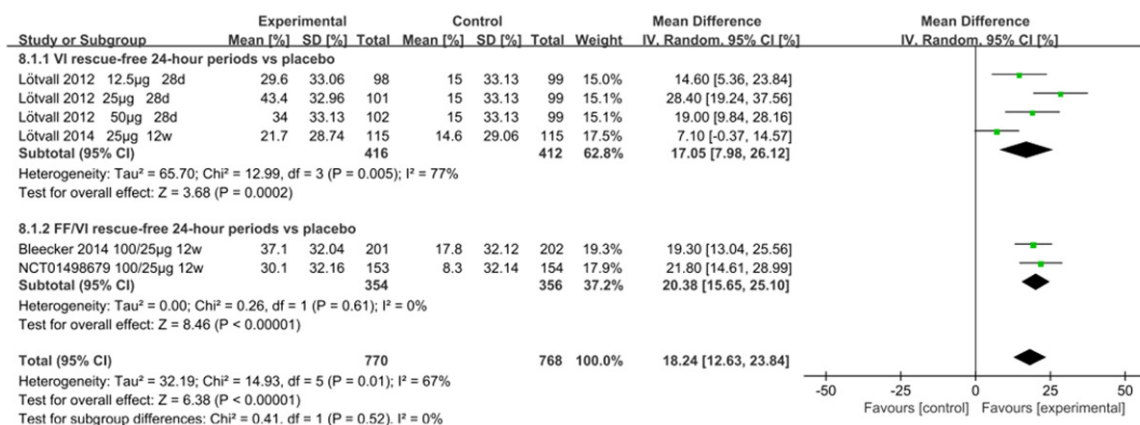 Experimental Control Mean Difference Mean Difference
Study or Subgroup Mean [%] SD [%] Total Mean [%] SD [%] Total Weight IV. Random. 95% CI [%] IV. Random. 95% CI [%]
8.1.1 VI rescue-free 24-hour periods vs placebo
Lötvall 2012 12.5µg 28d 29.6 33.06 98 15 33.13 99 15.0% 14.60 [5.36, 23.84]
Lötvall 2012 25µg 28d 43.4 32.96 101 15 33.13 99 15.1% 28.40 [19.24, 37.56]
Lötvall 2012 50µg 28d 34 33.13 102 15 33.13 99 15.1% 19.00 [9.84, 28.16]
Lötvall 2014 25µg 12w 21.7 28.74 115 14.6 29.06 115 17.5% 7.10 [-0.37, 14.57]
Subtotal (95% CI) 416 412 62.8% 17.05 [7.98, 26.12]
Heterogeneity: Tau² = 65.70; Chi² = 12.99, df = 3 (P = 0.005); I² = 77%
Test for overall effect: Z = 3.68 (P = 0.0002)
8.1.2 FF/VI rescue-free 24-hour periods vs placebo
Bleecker 2014 100/25µg 12w 37.1 32.04 201 17.8 32.12 202 19.3% 19.30 [13.04, 25.56]
NCT01498679 100/25µg 12w 30.1 32.16 153 8.3 32.14 154 17.9% 21.80 [14.61, 28.99]
Subtotal (95% CI) 354 356 37.2% 20.38 [15.65, 25.10]
Heterogeneity: Tau² = 0.00; Chi² = 0.26, df = 1 (P = 0.61); I² = 0%
Test for overall effect: Z = 8.46 (P < 0.00001)
Total (95% CI) 770 768 100.0% 18.24 [12.63, 23.84]
Heterogeneity: Tau² = 32.19; Chi² = 14.93, df = 5 (P = 0.01); I² = 67%
Test for overall effect: Z = 6.38 (P < 0.00001)
Test for subgroup differences: Chi² = 0.41, df = 1 (P = 0.52), I² = 0%
-50 -25 0 25 50
Favours [control] Favours [experimental]